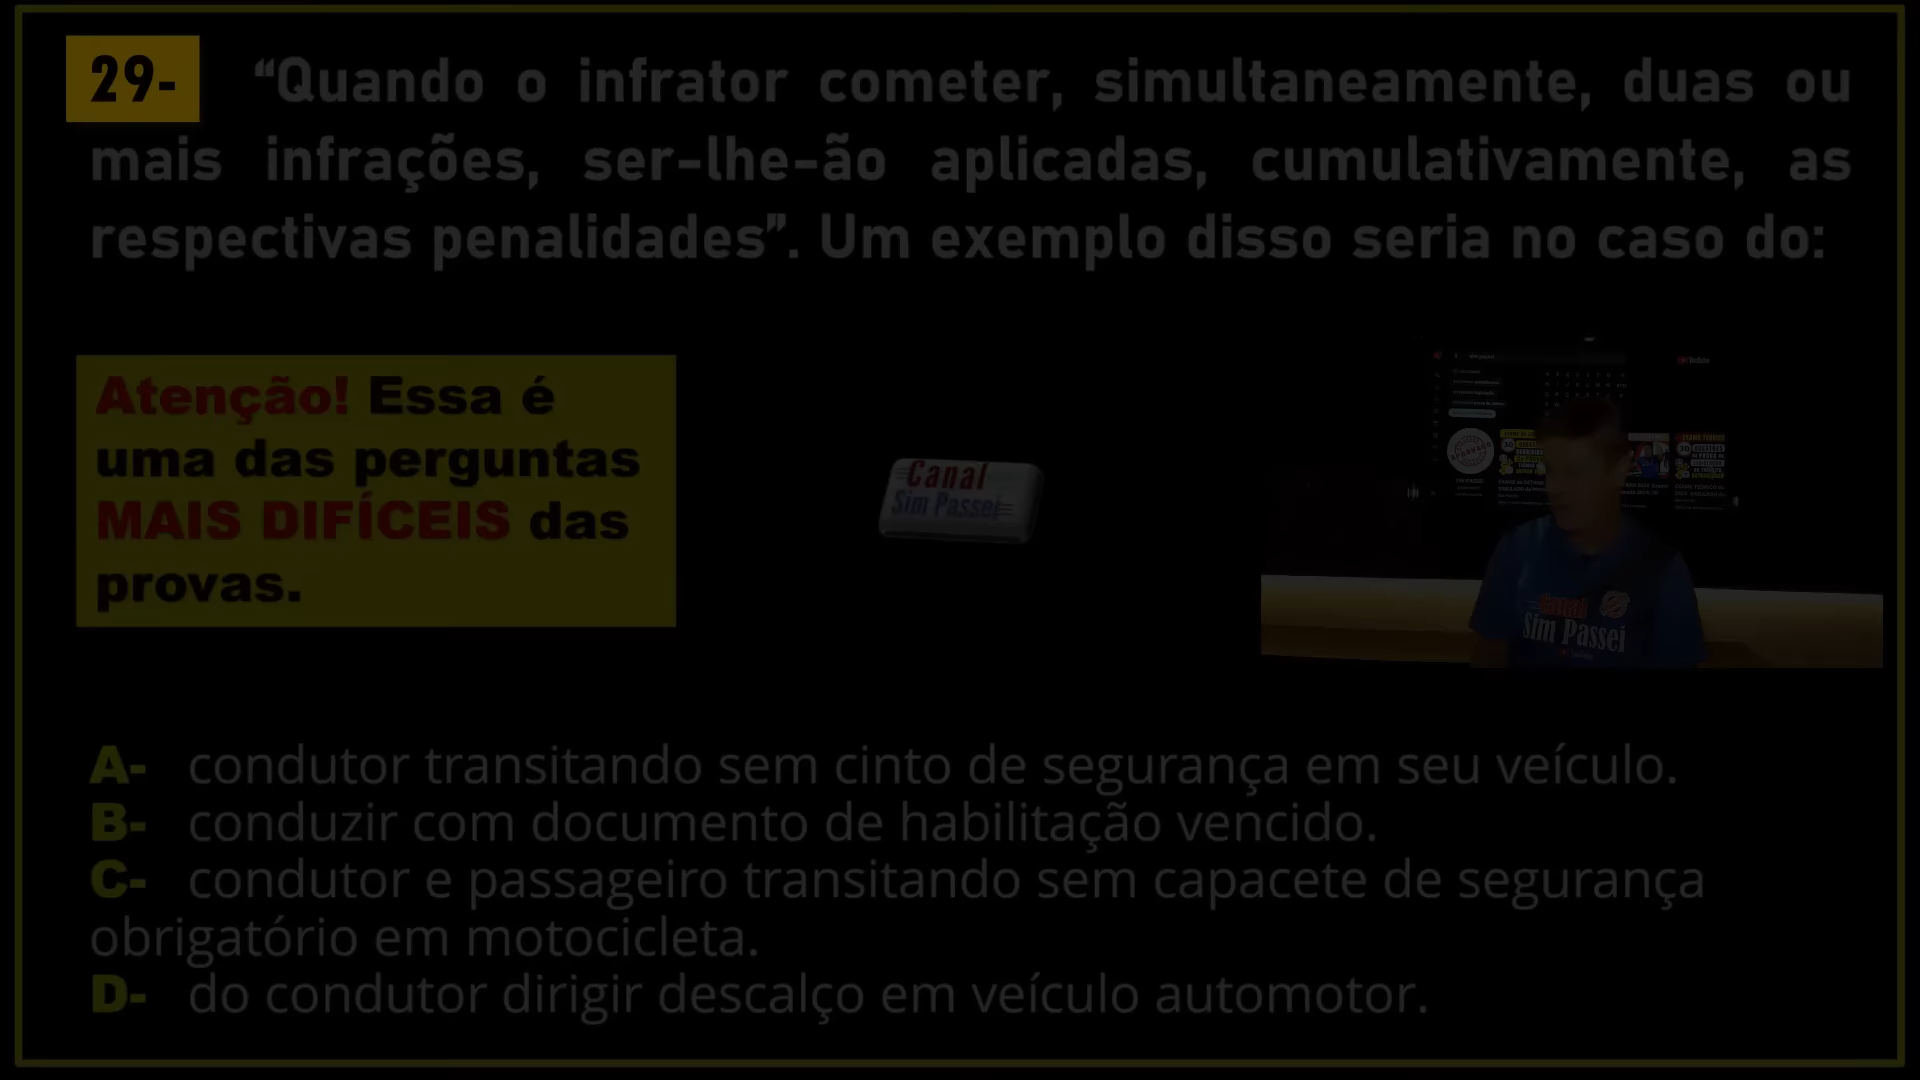 29- “Quando o infrator cometer, simultaneamente, duas ou
mais infrações, ser-lhe-ão aplicadas, cumulativamente, as
respectivas penalidades”. Um exemplo disso seria no caso do:
Atenção! Essa é
uma das perguntas
MAIS DIFÍCEIS das
provas.
Canal
Sim Passei
YouTube
APROVADO
Canal
Sim Passei
A- condutor transitando sem cinto de segurança em seu veículo.
B- conduzir com documento de habilitação vencido.
C- condutor e passageiro transitando sem capacete de segurança
obrigatório em motocicleta.
D- do condutor dirigir descalço em veículo automotor.